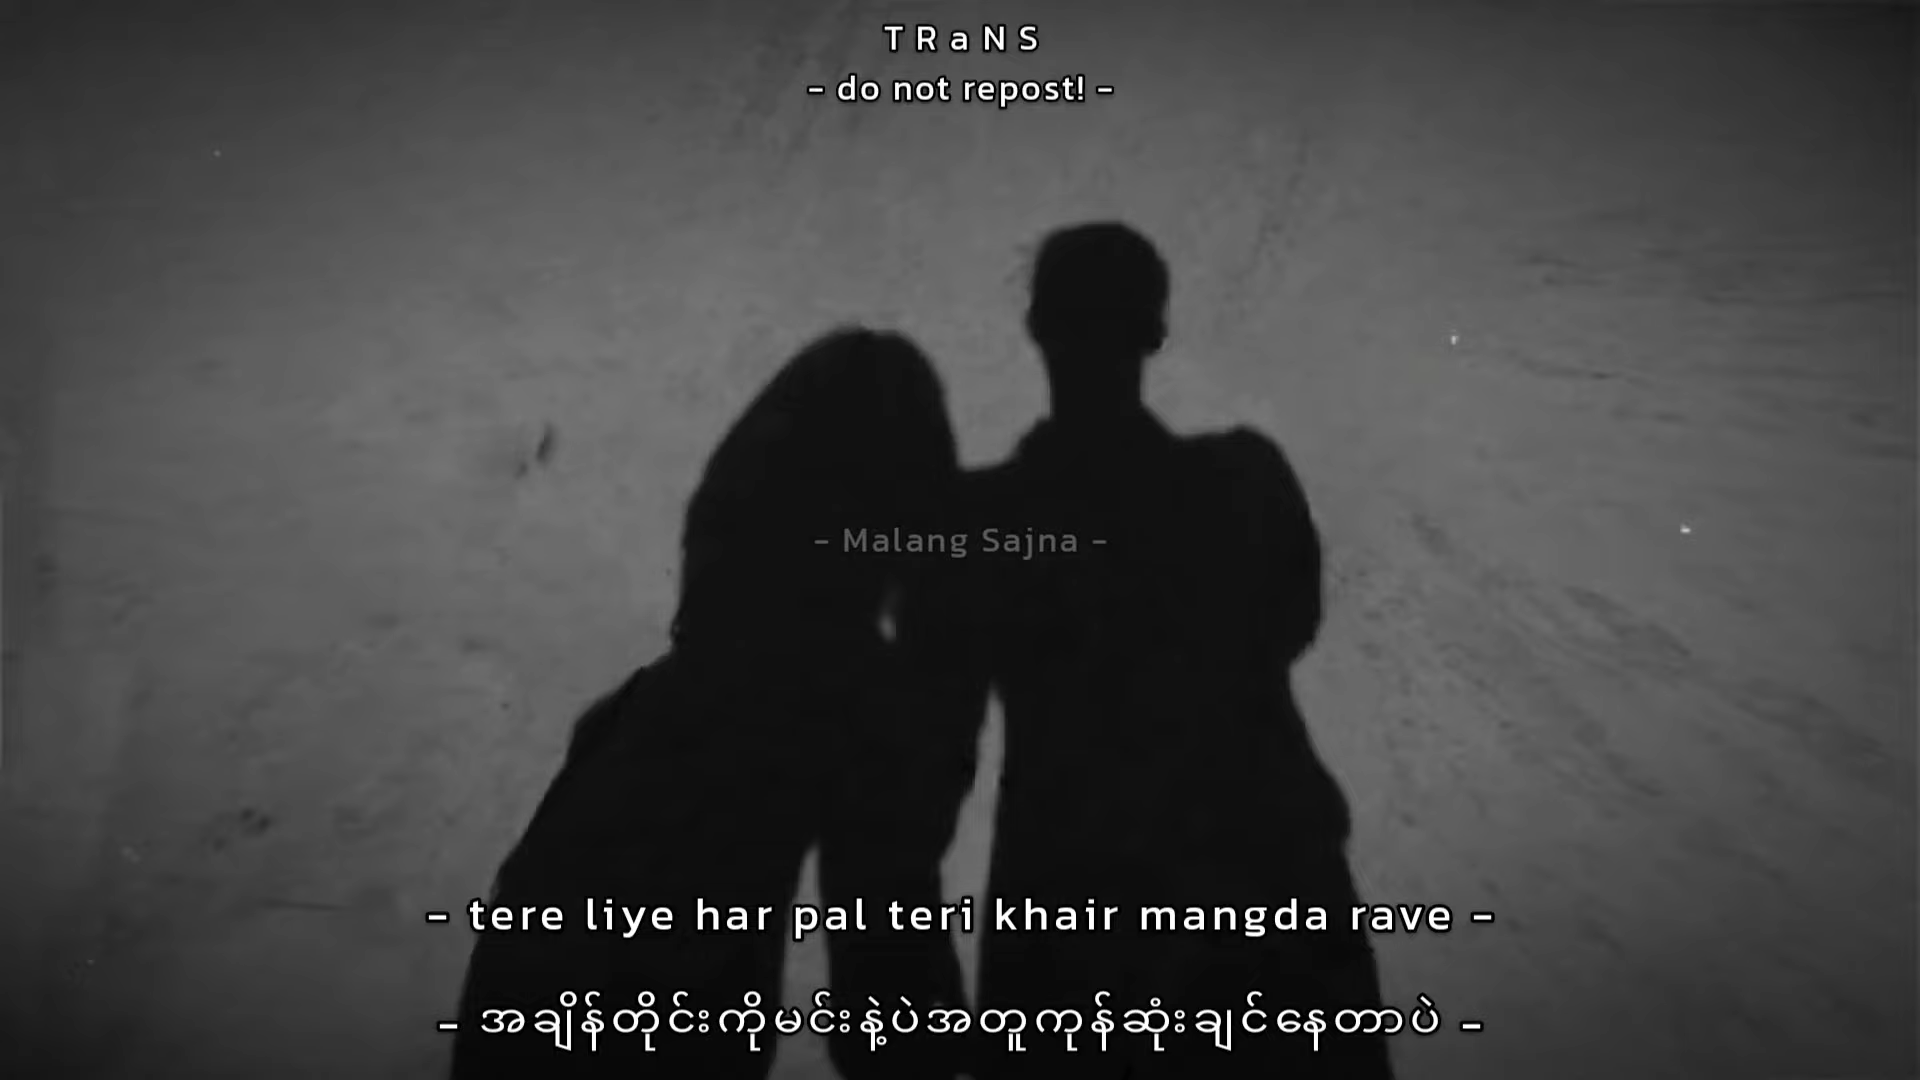 T R a N S
- do not repost! -
- Malang Sajna -
- tere liye har pal teri khair mangda rave -
- အချိန်တိုင်းကိုမင်းနဲ့ပဲအတူကုန်ဆုံးချင်နေတာပဲ -